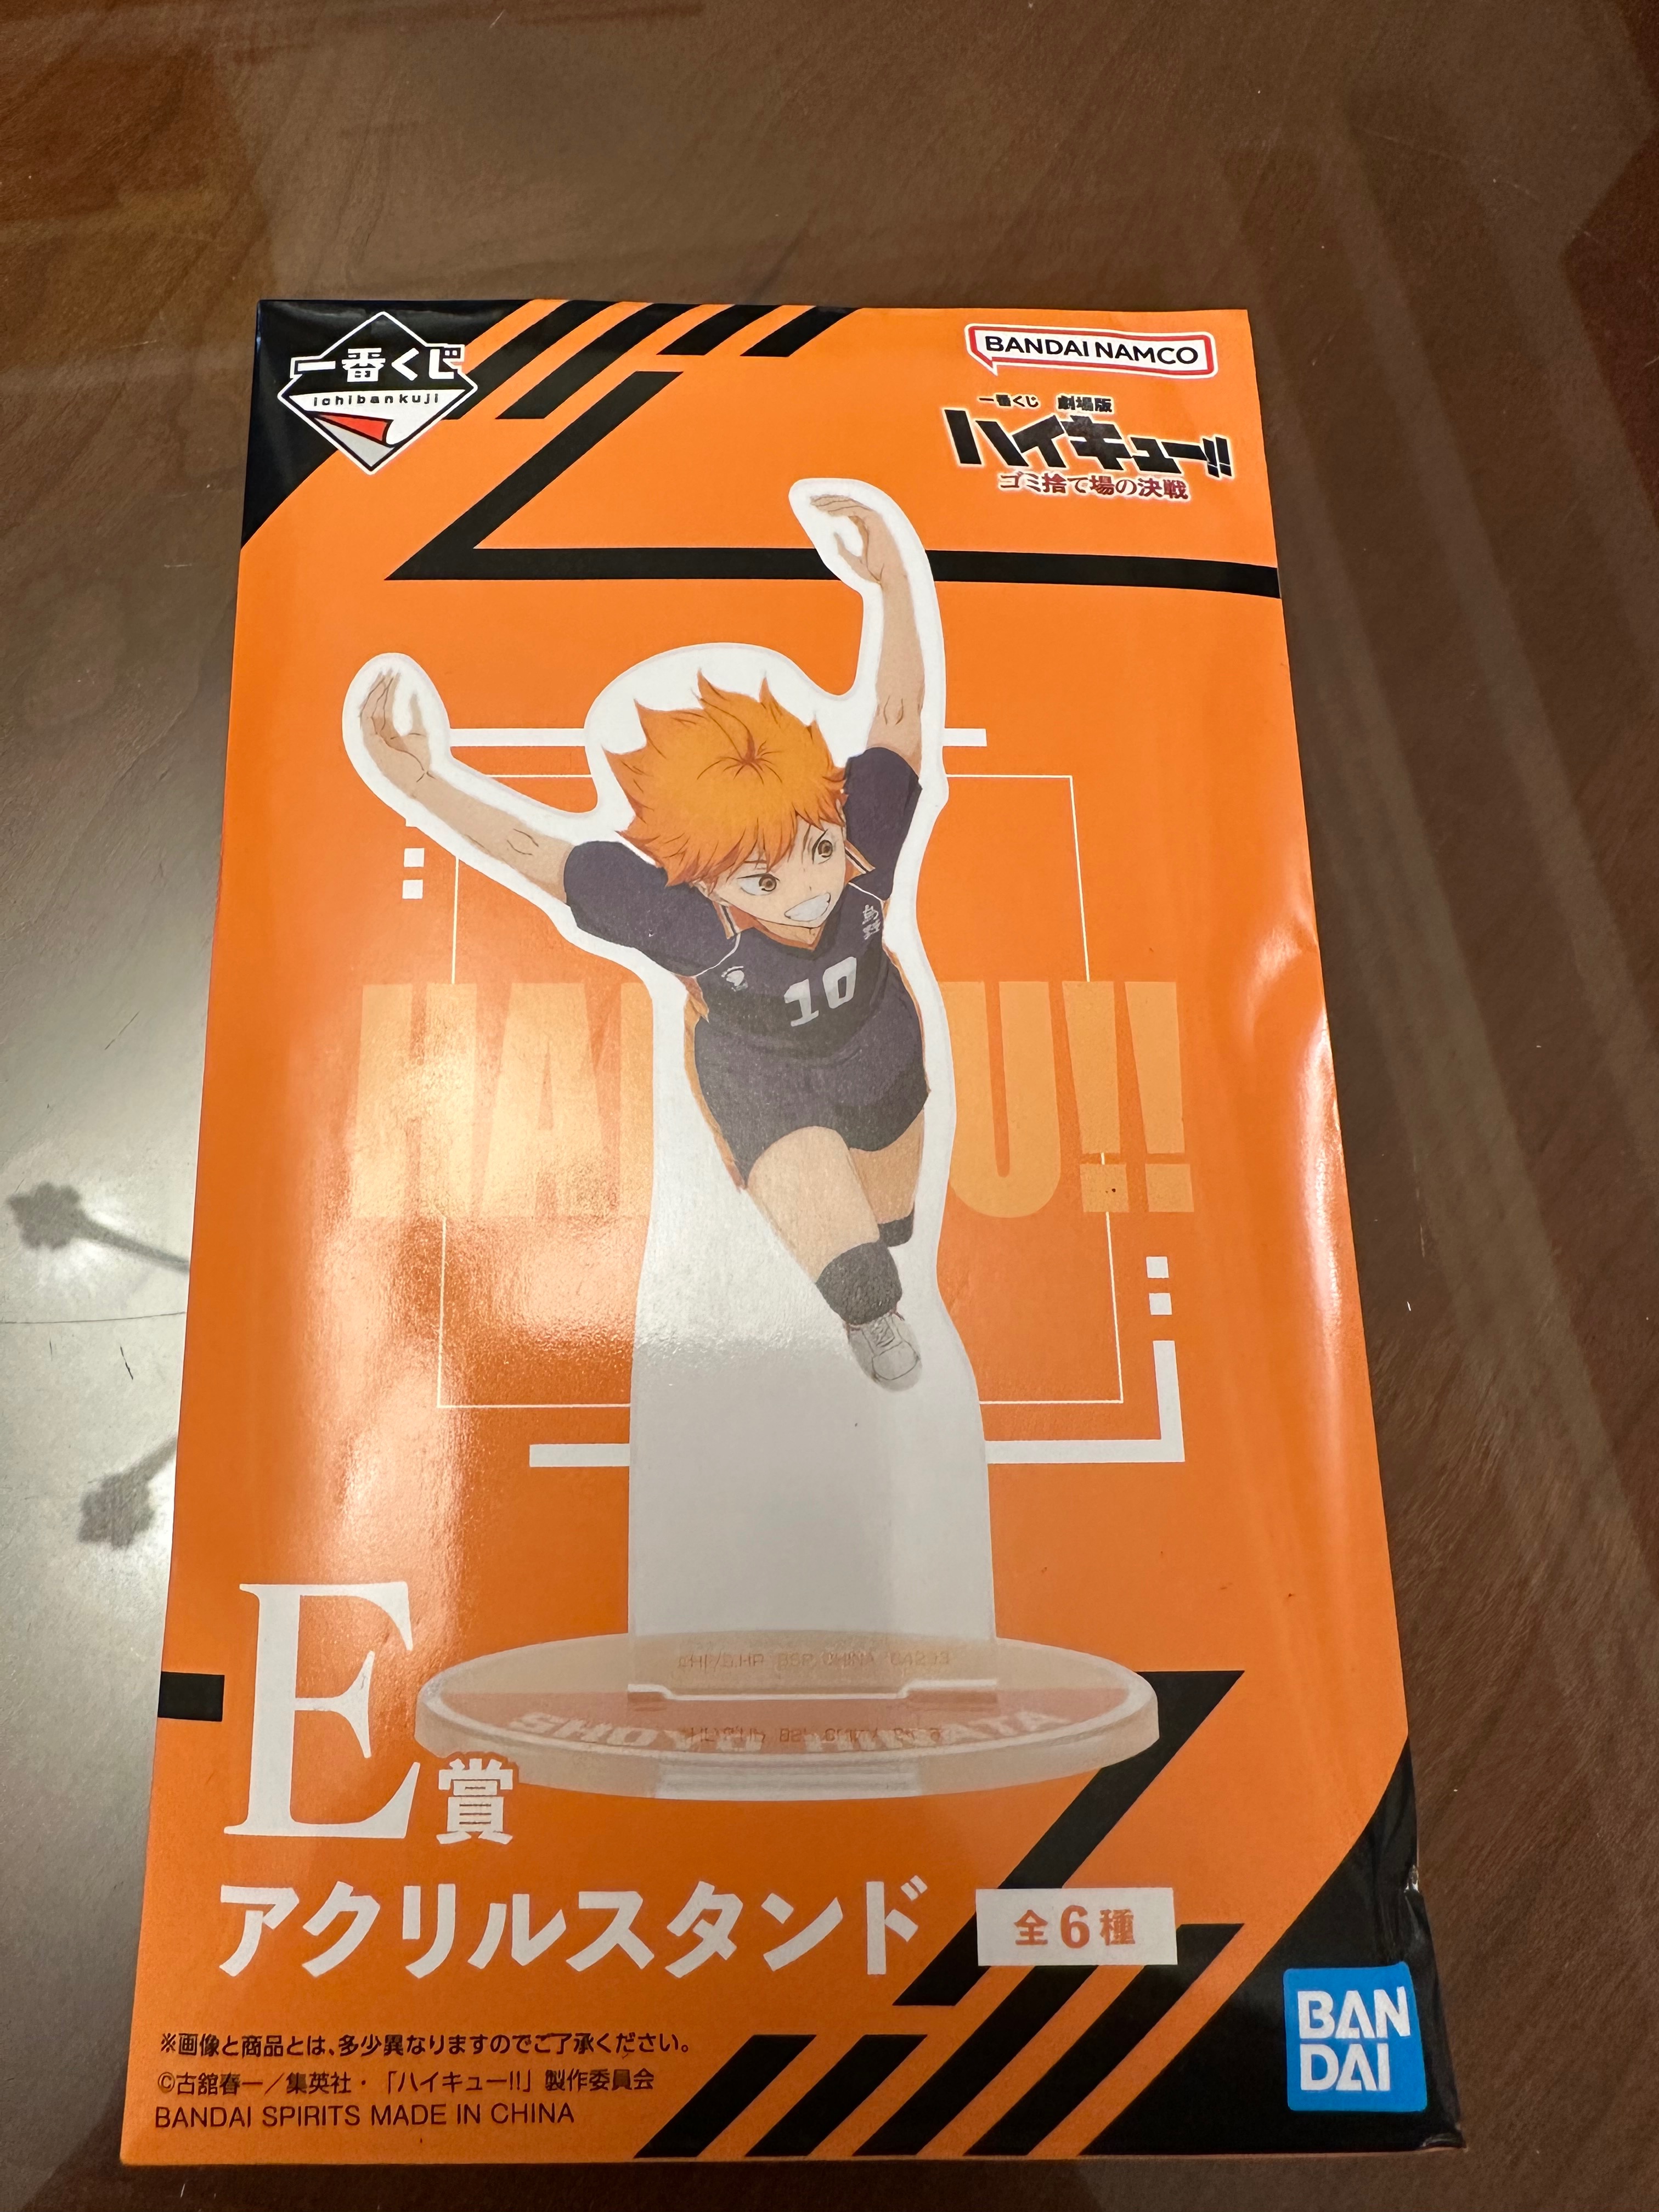 一番くじ
ichibankuji
BANDAI NAMCO
一番くじ 劇場版
ハイキュー!!
ゴミ捨て場の決戦
烏野
10
HAI U!!
SHOYO HINATA
E賞
アクリルスタンド
全6種
※画像と商品とは、多少異なりますのでご了承ください。
©古舘春一／集英社・「ハイキュー!!」製作委員会
BANDAI SPIRITS MADE IN CHINA
BAN
DAI